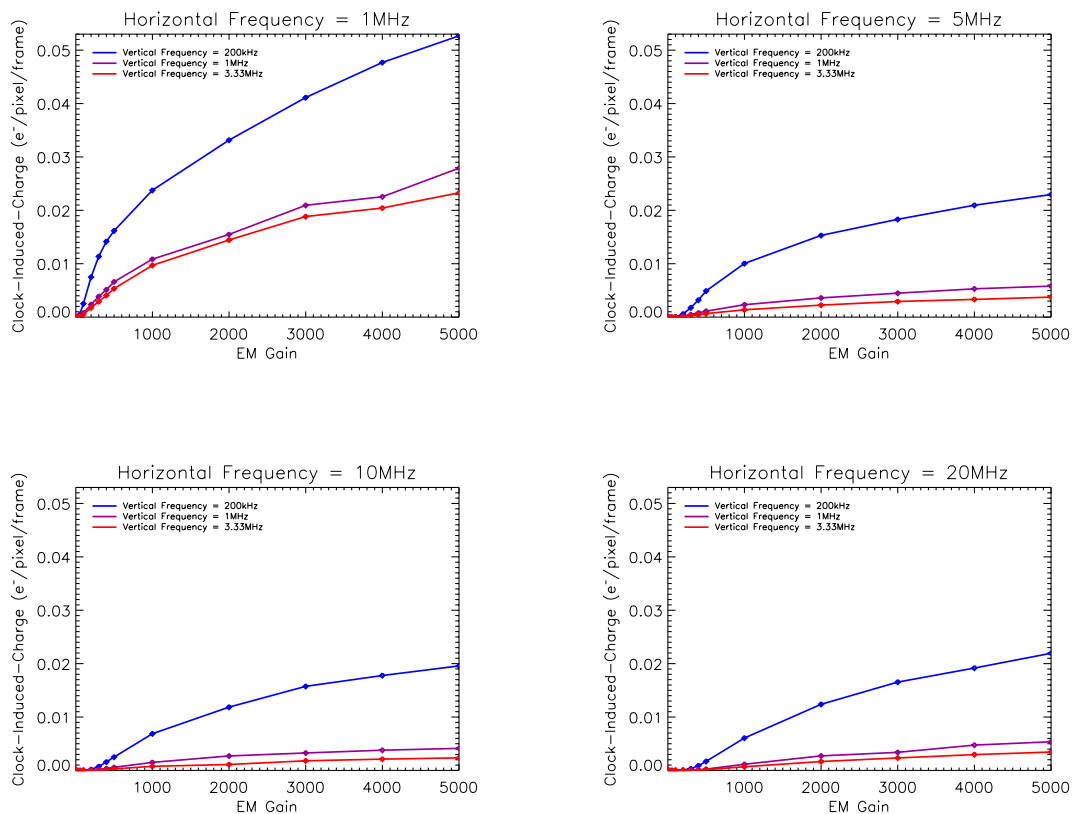 Horizontal Frequency = 1MHz
Clock-Induced-Charge (e⁻/pixel/frame)
0.05
0.04
0.03
0.02
0.01
0.00
Vertical Frequency = 200kHz
Vertical Frequency = 1MHz
Vertical Frequency = 3.33MHz
1000 2000 3000 4000 5000
EM Gain
Horizontal Frequency = 5MHz
Clock-Induced-Charge (e⁻/pixel/frame)
0.05
0.04
0.03
0.02
0.01
0.00
Vertical Frequency = 200kHz
Vertical Frequency = 1MHz
Vertical Frequency = 3.33MHz
1000 2000 3000 4000 5000
EM Gain
Horizontal Frequency = 10MHz
Clock-Induced-Charge (e⁻/pixel/frame)
0.05
0.04
0.03
0.02
0.01
0.00
Vertical Frequency = 200kHz
Vertical Frequency = 1MHz
Vertical Frequency = 3.33MHz
1000 2000 3000 4000 5000
EM Gain
Horizontal Frequency = 20MHz
Clock-Induced-Charge (e⁻/pixel/frame)
0.05
0.04
0.03
0.02
0.01
0.00
Vertical Frequency = 200kHz
Vertical Frequency = 1MHz
Vertical Frequency = 3.33MHz
1000 2000 3000 4000 5000
EM Gain